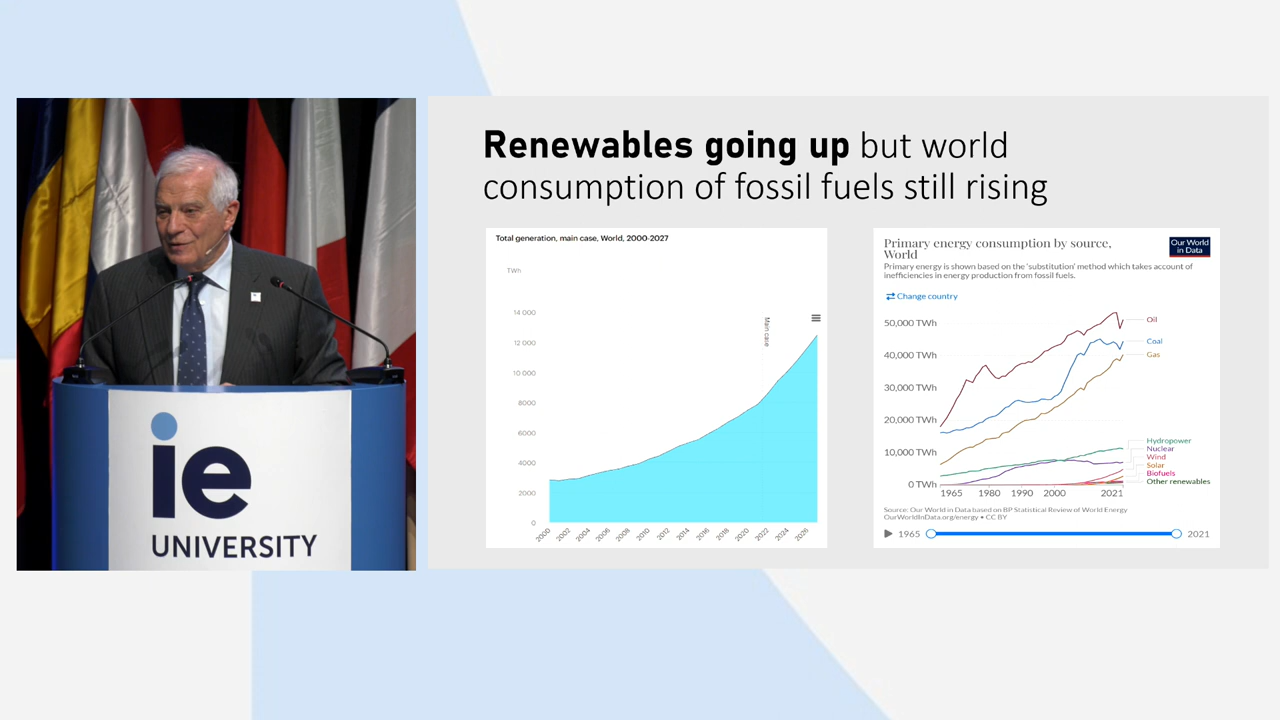 Renewables going up but world
consumption of fossil fuels still rising
Total generation, main case, World, 2000-2027
TWh
14 000
12 000
10 000
8000
6000
4000
2000
0
Main case
2000 2002 2004 2006 2008 2010 2012 2014 2016 2018 2020 2022 2024 2026
Primary energy consumption by source,
World
Our World
in Data
Primary energy is shown based on the 'substitution' method which takes account of
inefficiencies in energy production from fossil fuels.
Change country
50,000 TWh
40,000 TWh
30,000 TWh
20,000 TWh
10,000 TWh
0 TWh
Oil
Coal
Gas
Hydropower
Nuclear
Wind
Solar
Biofuels
Other renewables
1965 1980 1990 2000 2021
Source: Our World in Data based on BP Statistical Review of World Energy
OurWorldInData.org/energy • CC BY
1965 2021
ie
UNIVERSITY